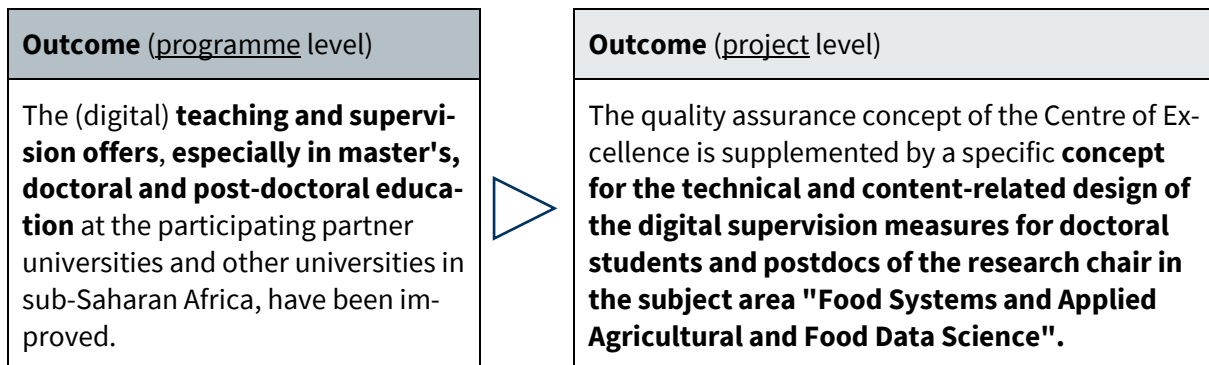 Outcome (programme level)
The (digital) teaching and supervi-
sion offers, especially in master's,
doctoral and post-doctoral educa-
tion at the participating partner
universities and other universities in
sub-Saharan Africa, have been im-
proved.
Outcome (project level)
The quality assurance concept of the Centre of Ex-
cellence is supplemented by a specific concept
for the technical and content-related design of
the digital supervision measures for doctoral
students and postdocs of the research chair in
the subject area "Food Systems and Applied
Agricultural and Food Data Science".